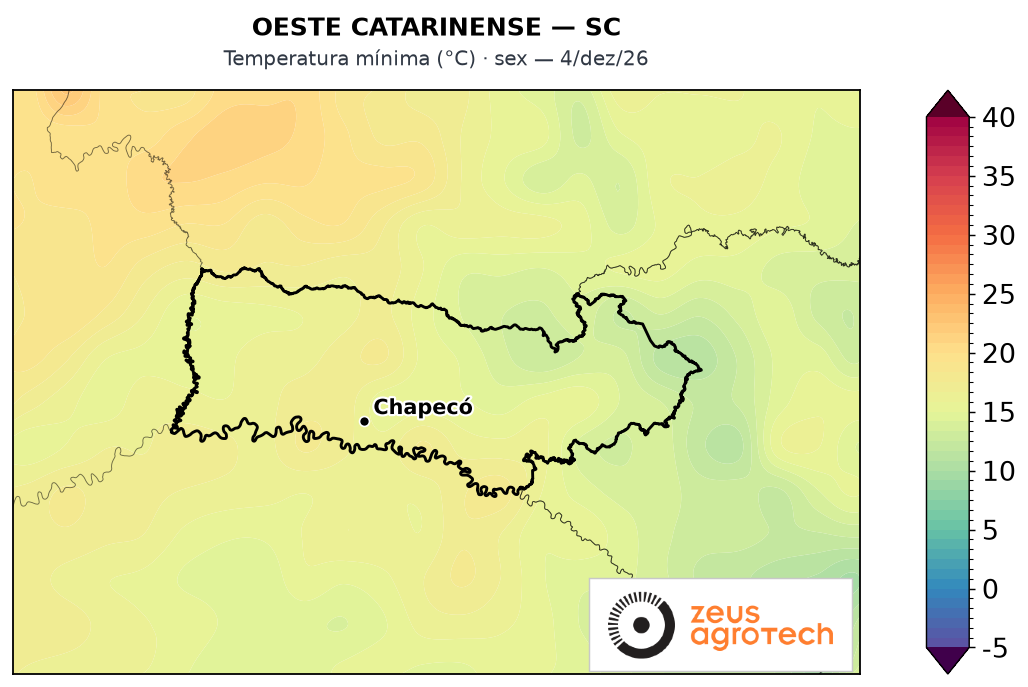 OESTE CATARINENSE — SC
Temperatura mínima (°C) · sex — 4/dez/26
40
35
30
25
20
15
10
5
0
-5
Chapecó
zeus
agrotech